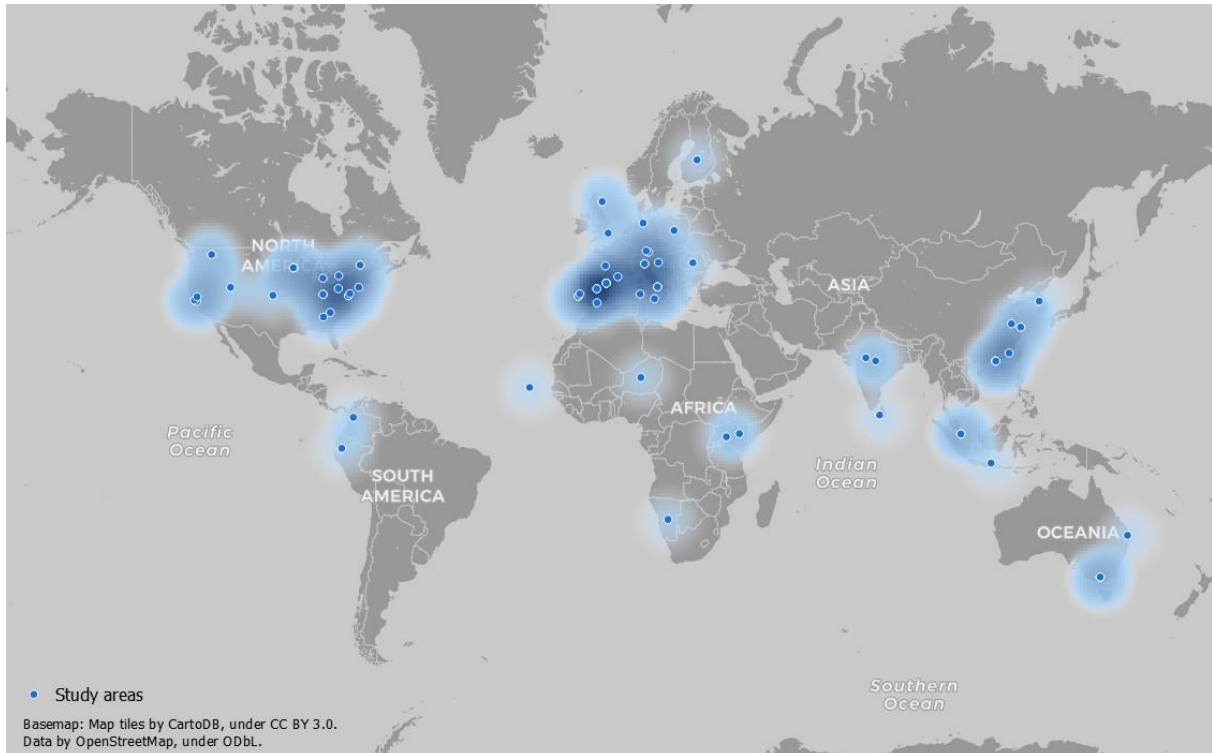 NORTH
AMERICA
ASIA
AFRICA
Pacific
Ocean
Indian
Ocean
SOUTH
AMERICA
OCEANIA
Southern
Ocean
Study areas
Basemap: Map tiles by CartoDB, under CC BY 3.0.
Data by OpenStreetMap, under ODbL.